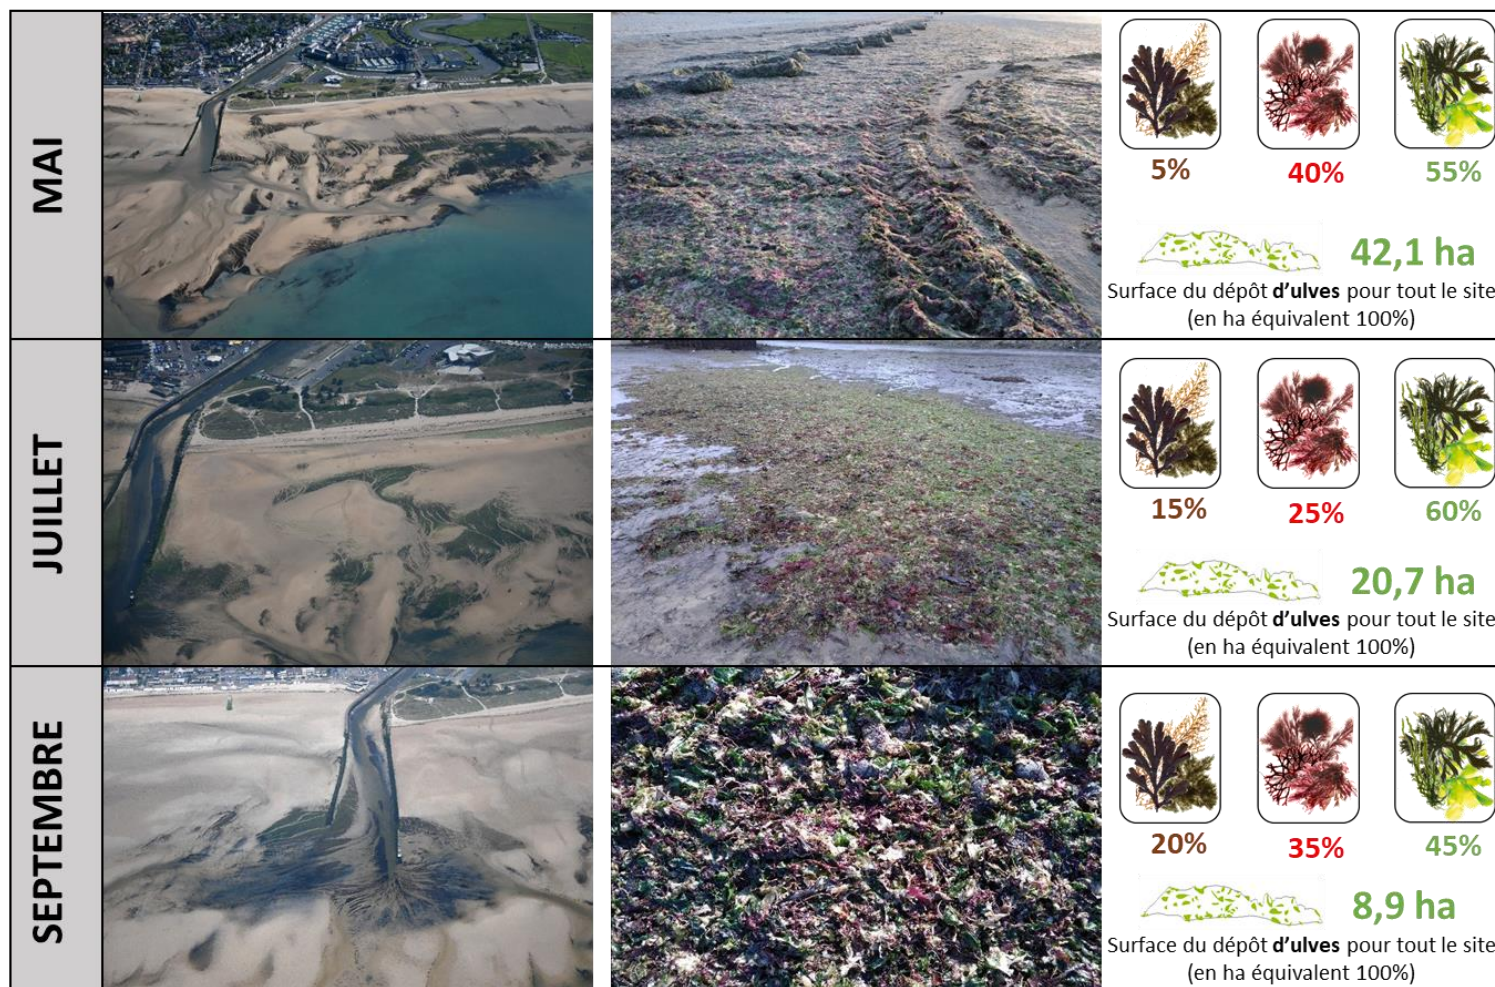 MAI
5%
40%
55%
42,1 ha
Surface du dépôt d'ulves pour tout le site
(en ha équivalent 100%)
JUILLET
15%
25%
60%
20,7 ha
Surface du dépôt d'ulves pour tout le site
(en ha équivalent 100%)
SEPTEMBRE
20%
35%
45%
8,9 ha
Surface du dépôt d'ulves pour tout le site
(en ha équivalent 100%)